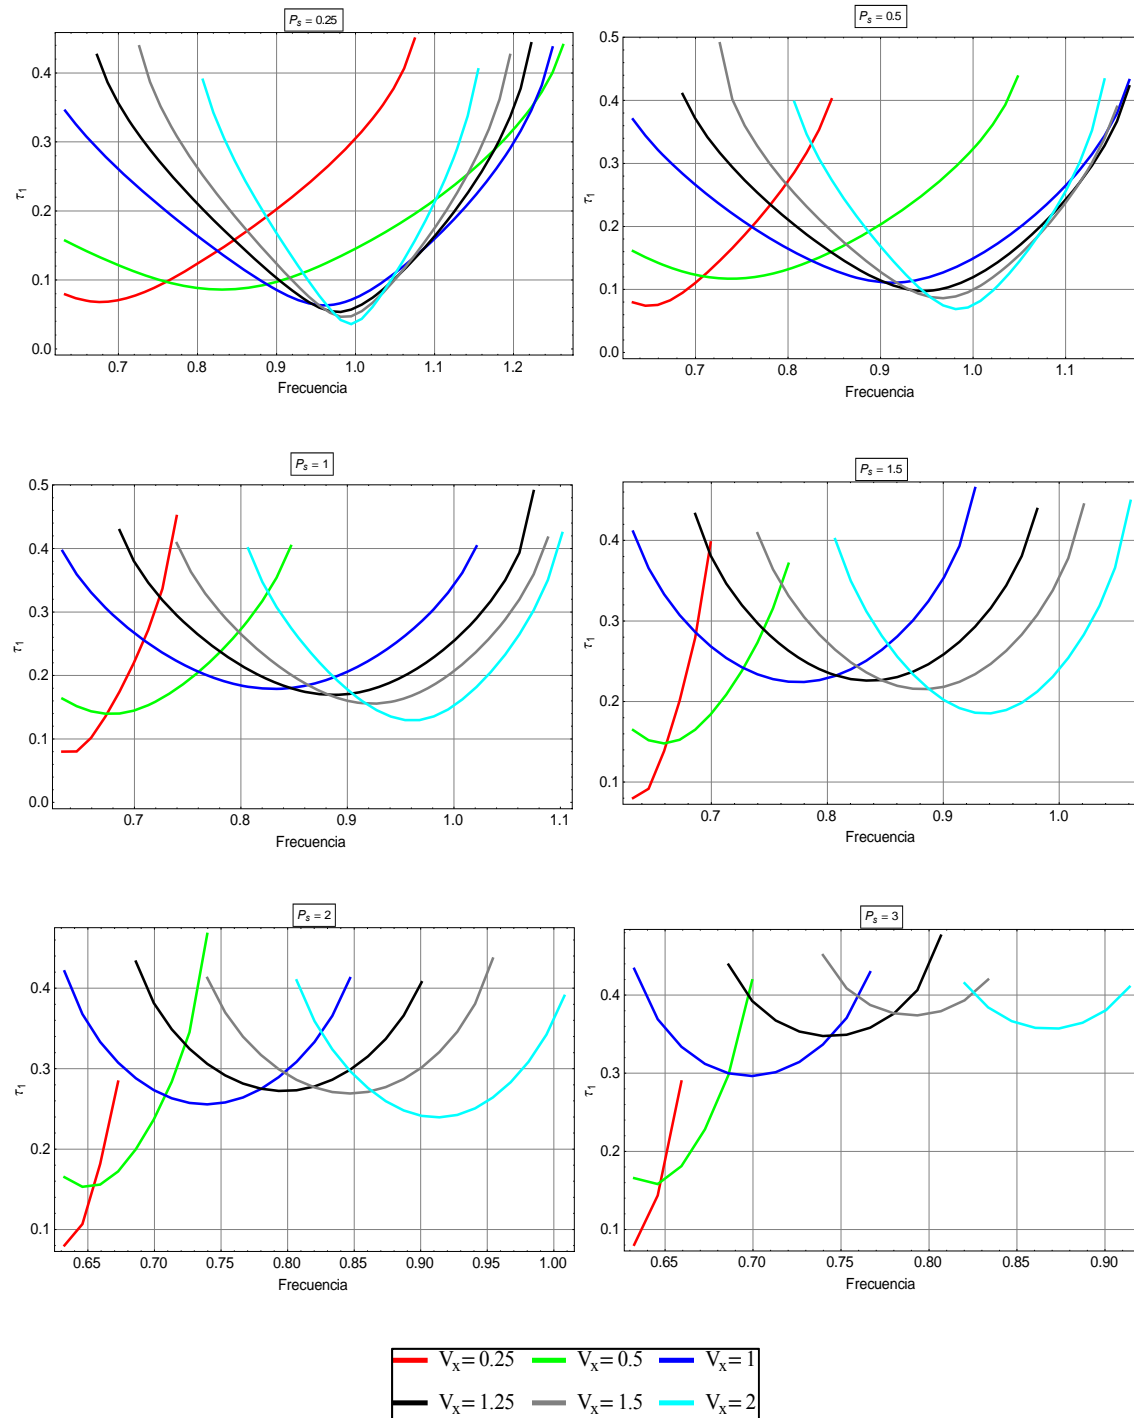 P_s = 0.25
P_s = 0.5
τ_1
0.4
0.3
0.2
0.1
0.0
0.7 0.8 0.9 1.0 1.1 1.2
Frecuencia
τ_1
0.5
0.4
0.3
0.2
0.1
0.0
0.7 0.8 0.9 1.0 1.1
Frecuencia
P_s = 1
P_s = 1.5
τ_1
0.5
0.4
0.3
0.2
0.1
0.0
0.7 0.8 0.9 1.0 1.1
Frecuencia
τ_1
0.4
0.3
0.2
0.1
0.7 0.8 0.9 1.0
Frecuencia
P_s = 2
P_s = 3
τ_1
0.4
0.3
0.2
0.1
0.65 0.70 0.75 0.80 0.85 0.90 0.95 1.00
Frecuencia
τ_1
0.4
0.3
0.2
0.1
0.65 0.70 0.75 0.80 0.85 0.90
Frecuencia
V_x = 0.25 V_x = 0.5 V_x = 1
V_x = 1.25 V_x = 1.5 V_x = 2